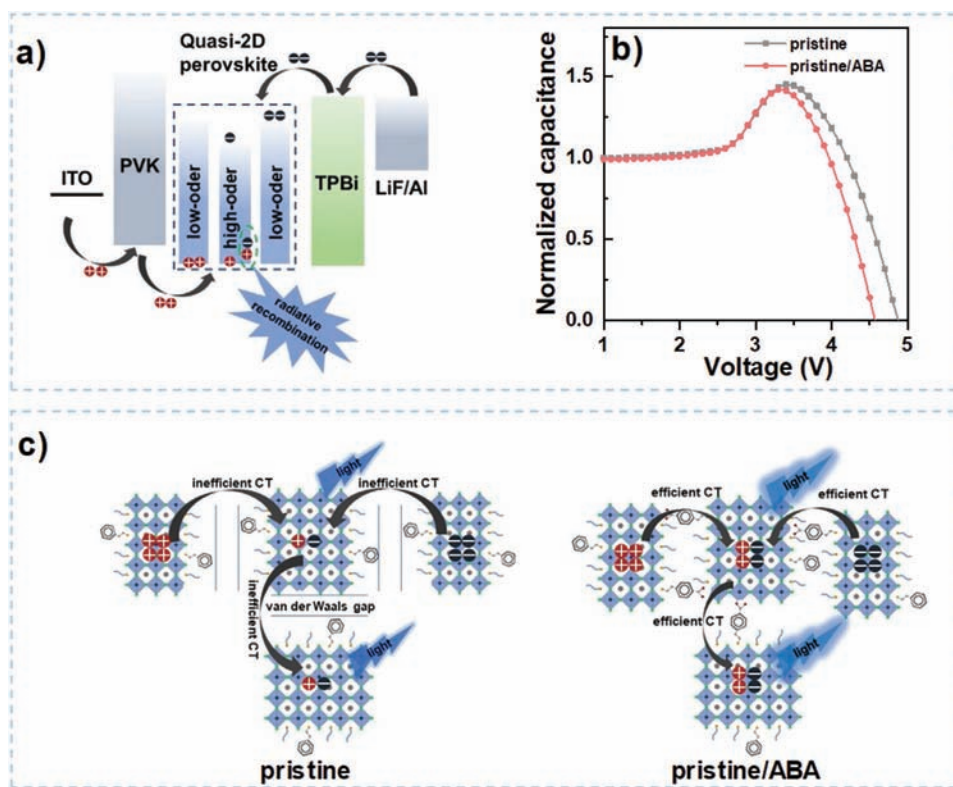 a)
Quasi-2D
perovskite
ITO
PVK
low-oder
high-oder
low-oder
TPBi
LiF/Al
radiative
recombination
b)
pristine
pristine/ABA
Normalized capacitance
1.5
1.0
0.5
0.0
1 2 3 4 5
Voltage (V)
c)
light
inefficient CT
inefficient CT
inefficient CT
van der Waals gap
light
pristine
light
efficient CT
efficient CT
efficient CT
light
pristine/ABA